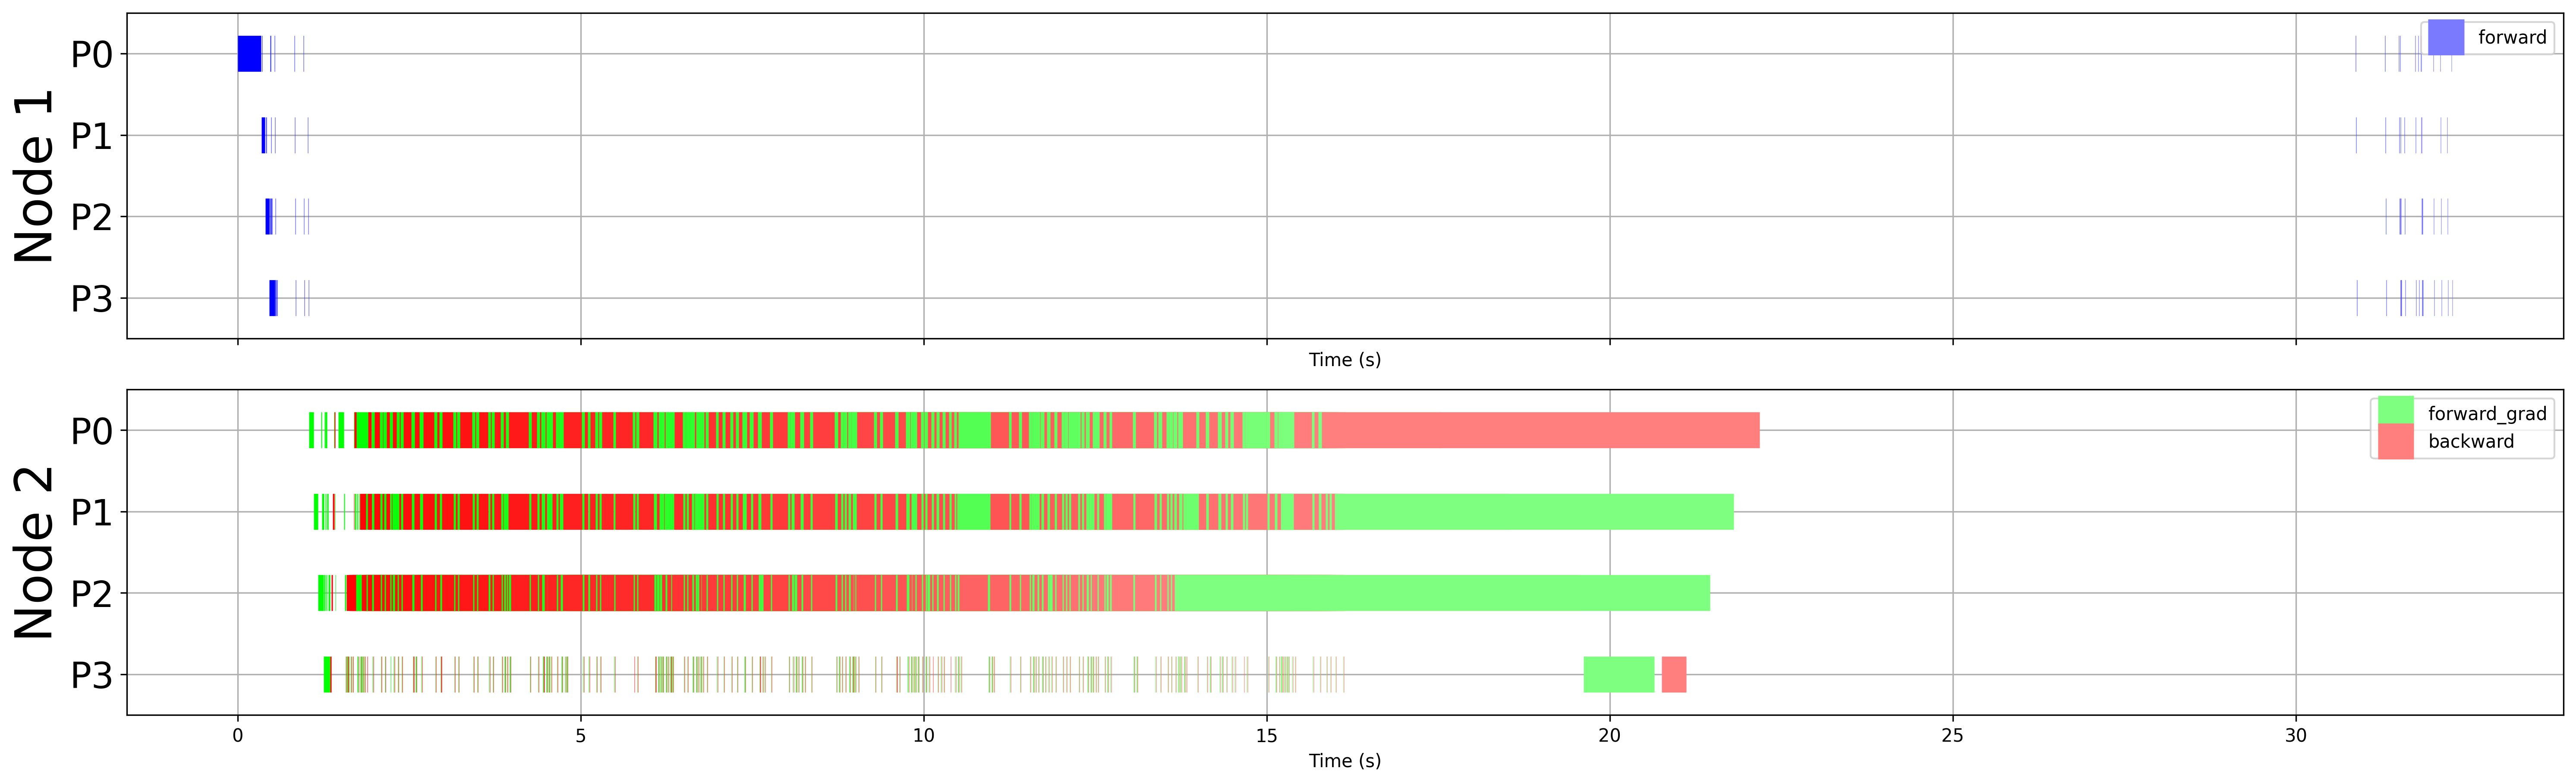 Node 1
P0
P1
P2
P3
forward
Time (s)
Node 2
P0
P1
P2
P3
forward_grad
backward
0 5 10 15 20 25 30
Time (s)